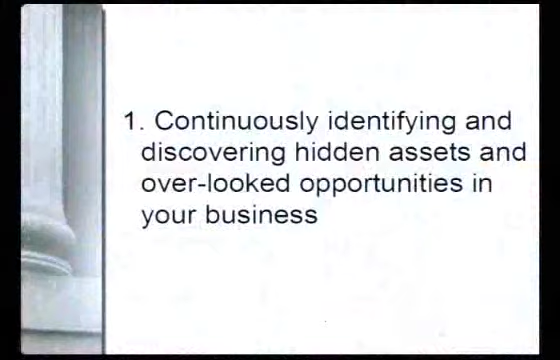 1. Continuously identifying and
discovering hidden assets and
over-looked opportunities in
your business